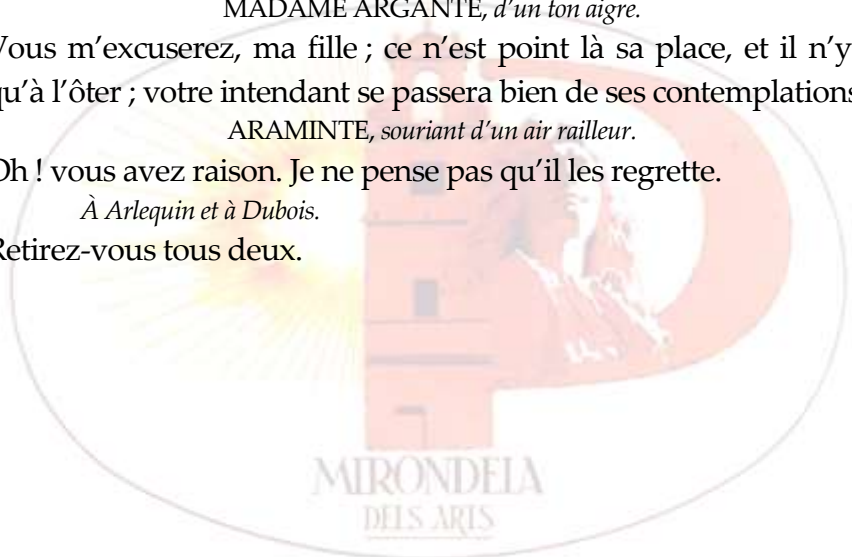 MADAME ARGANTE, d'un ton aigre.
Vous m'excuserez, ma fille ; ce n'est point là sa place, et il n'y
qu'à l'ôter ; votre intendant se passera bien de ses contemplations
ARAMINTE, souriant d'un air railleur.
Oh ! vous avez raison. Je ne pense pas qu'il les regrette.
À Arlequin et à Dubois.
Retirez-vous tous deux.
MIRONDELA
DELS ARTS